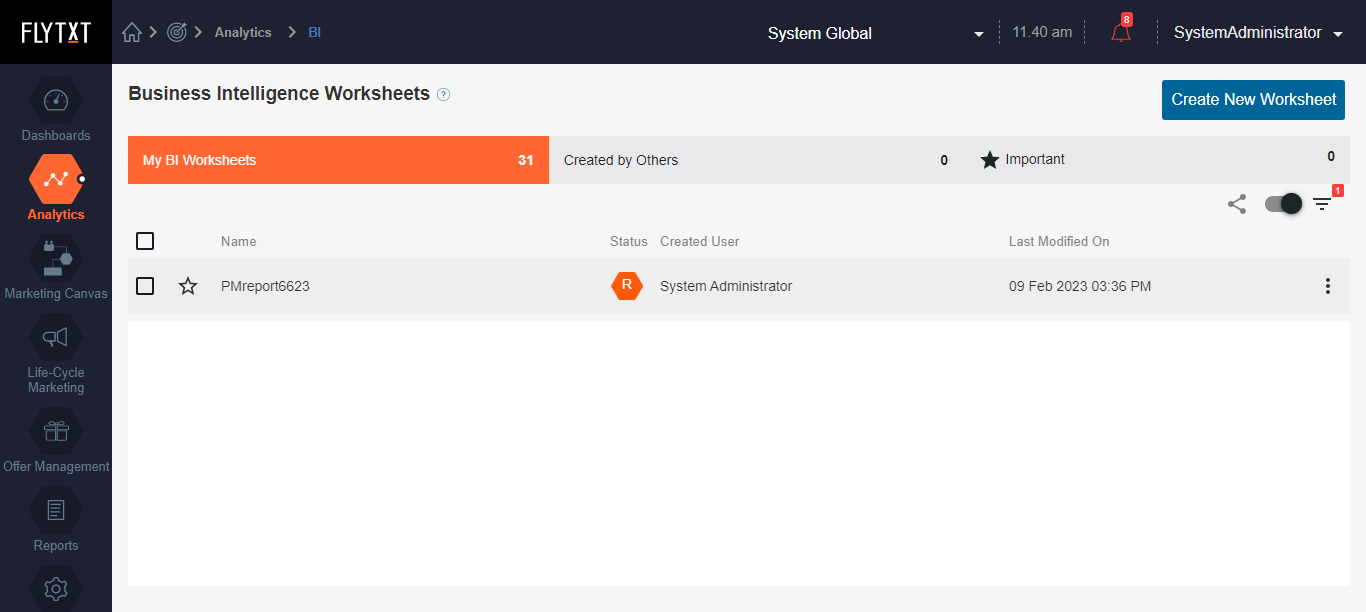 FLYTXT
Analytics
BI
System Global
11.40 am
8
SystemAdministrator
Dashboards
Analytics
Marketing Canvas
Life-Cycle
Marketing
Offer Management
Reports
Business Intelligence Worksheets ?
Create New Worksheet
My BI Worksheets 31
Created by Others 0
Important 0
1
Name Status Created User Last Modified On
PMreport6623 R System Administrator 09 Feb 2023 03:36 PM